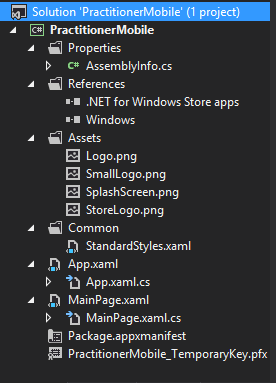 Solution 'PractitionerMobile' (1 project)
PractitionerMobile
Properties
AssemblyInfo.cs
References
.NET for Windows Store apps
Windows
Assets
Logo.png
SmallLogo.png
SplashScreen.png
StoreLogo.png
Common
StandardStyles.xaml
App.xaml
App.xaml.cs
MainPage.xaml
MainPage.xaml.cs
Package.appxmanifest
PractitionerMobile_TemporaryKey.pfx